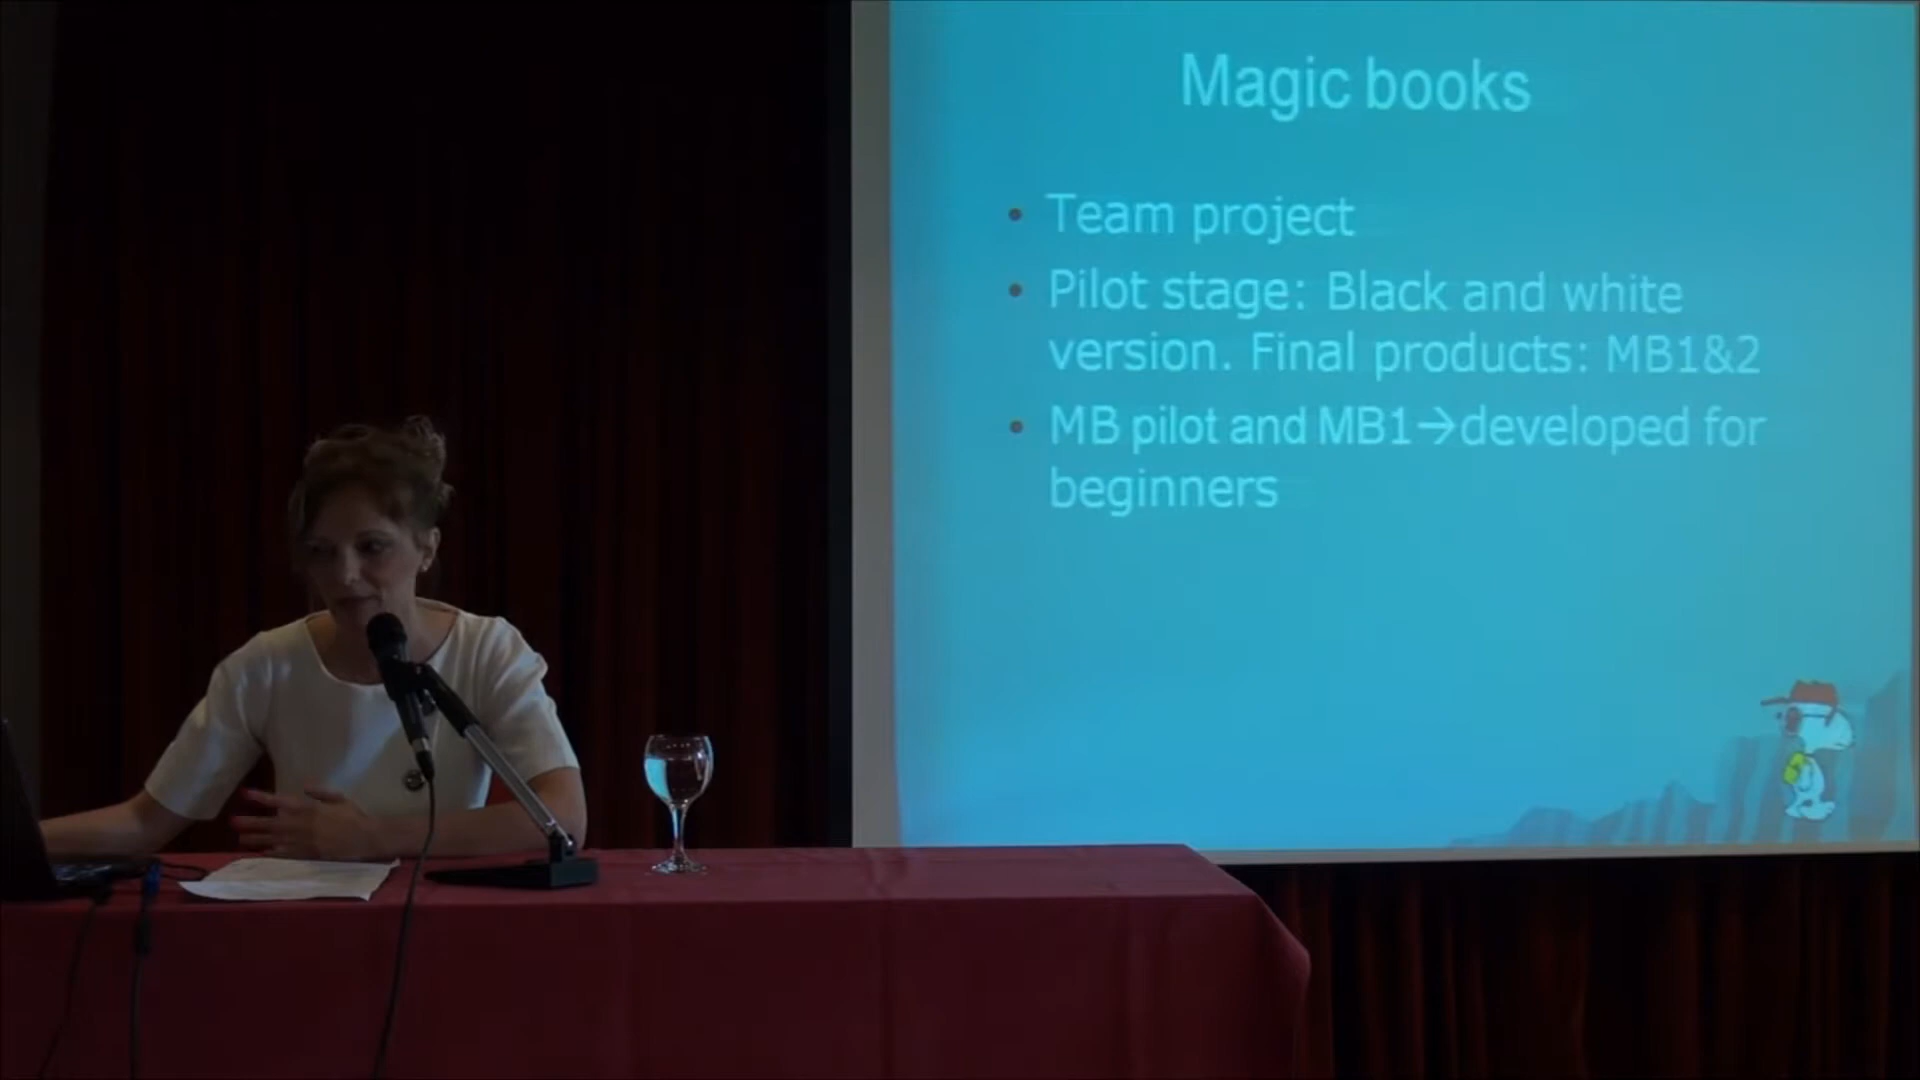 Magic books
• Team project
• Pilot stage: Black and white
version. Final products: MB1&2
• MB pilot and MB1→developed for
beginners